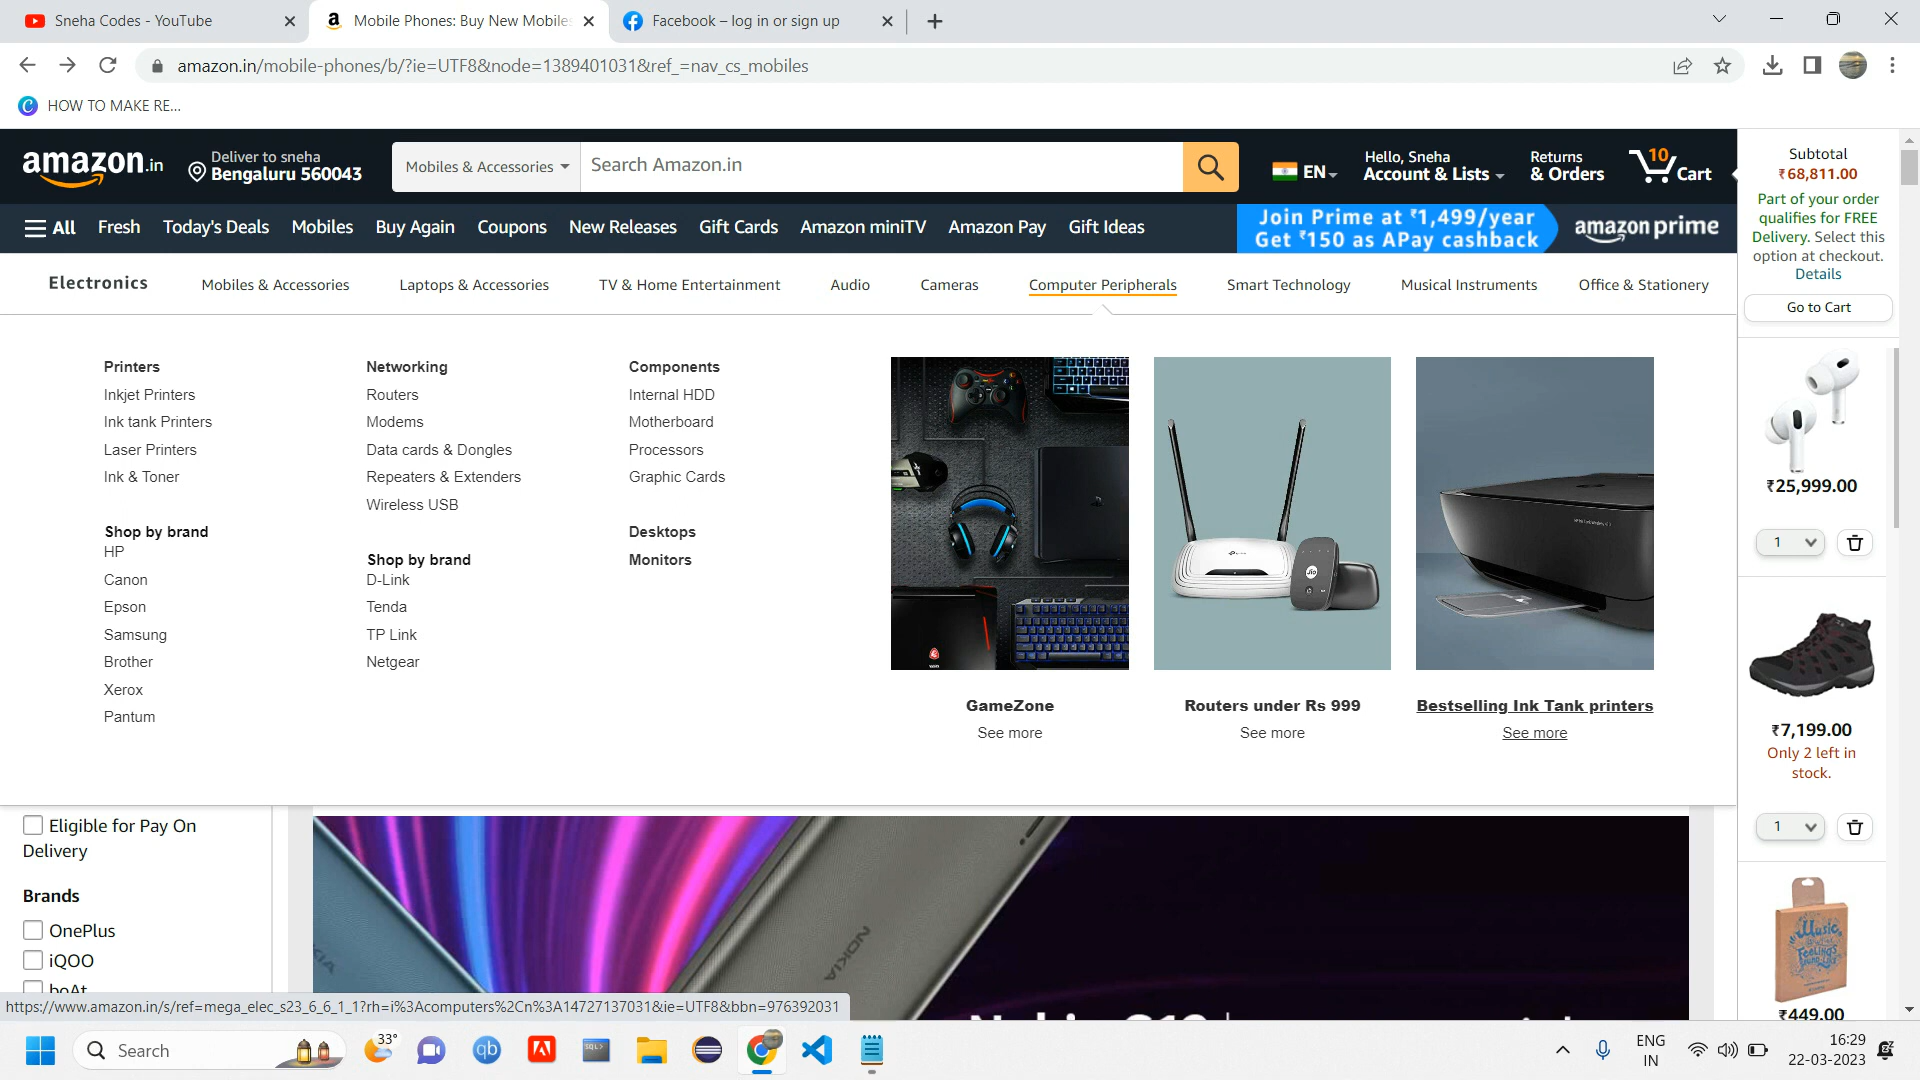 Sneha Codes - YouTube
Mobile Phones: Buy New Mobiles
Facebook – log in or sign up
amazon.in/mobile-phones/b/?ie=UTF8&node=1389401031&ref_=nav_cs_mobiles
HOW TO MAKE RE...
amazon.in
Deliver to sneha
Bengaluru 560043
Mobiles & Accessories
Search Amazon.in
EN
Hello, Sneha
Account & Lists
Returns
& Orders
10
Cart
All
Fresh
Today's Deals
Mobiles
Buy Again
Coupons
New Releases
Gift Cards
Amazon miniTV
Amazon Pay
Gift Ideas
Join Prime at ₹1,499/year
Get ₹150 as APay cashback
amazon prime
Electronics
Mobiles & Accessories
Laptops & Accessories
TV & Home Entertainment
Audio
Cameras
Computer Peripherals
Smart Technology
Musical Instruments
Office & Stationery
Printers
Inkjet Printers
Ink tank Printers
Laser Printers
Ink & Toner
Shop by brand
HP
Canon
Epson
Samsung
Brother
Xerox
Pantum
Networking
Routers
Modems
Data cards & Dongles
Repeaters & Extenders
Wireless USB
Shop by brand
D-Link
Tenda
TP Link
Netgear
Components
Internal HDD
Motherboard
Processors
Graphic Cards
Desktops
Monitors
GameZone
See more
Jio
Routers under Rs 999
See more
Bestselling Ink Tank printers
See more
Subtotal
₹68,811.00
Part of your order
qualifies for FREE
Delivery. Select this
option at checkout.
Details
Go to Cart
₹25,999.00
1
₹7,199.00
Only 2 left in
stock.
1
Music
Feelings
₹449.00
Eligible for Pay On
Delivery
Brands
OnePlus
iQOO
boAt
NOKIA
https://www.amazon.in/s/ref=mega_elec_s23_6_6_1_1?rh=i%3Acomputers%2Cn%3A14727137031&ie=UTF8&bbn=976392031
Search
33°
qb
SQL>
ENG
IN
16:29
22-03-2023